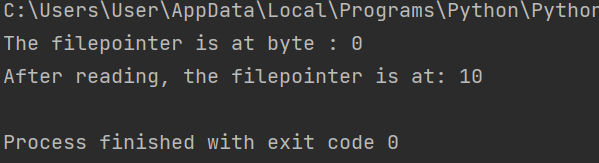 C:\Users\User\AppData\Local\Programs\Python\Python
The filepointer is at byte : 0
After reading, the filepointer is at: 10
Process finished with exit code 0